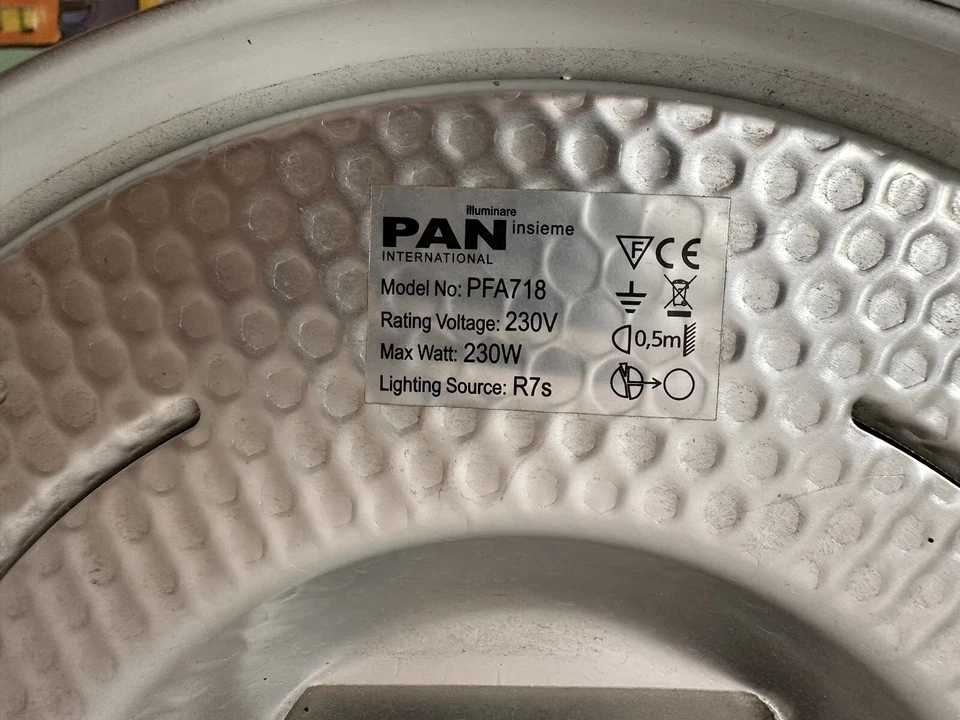 illuminare
PAN insieme
INTERNATIONAL
Model No: PFA718
Rating Voltage: 230V
Max Watt: 230W
Lighting Source: R7s
F CE
0,5m